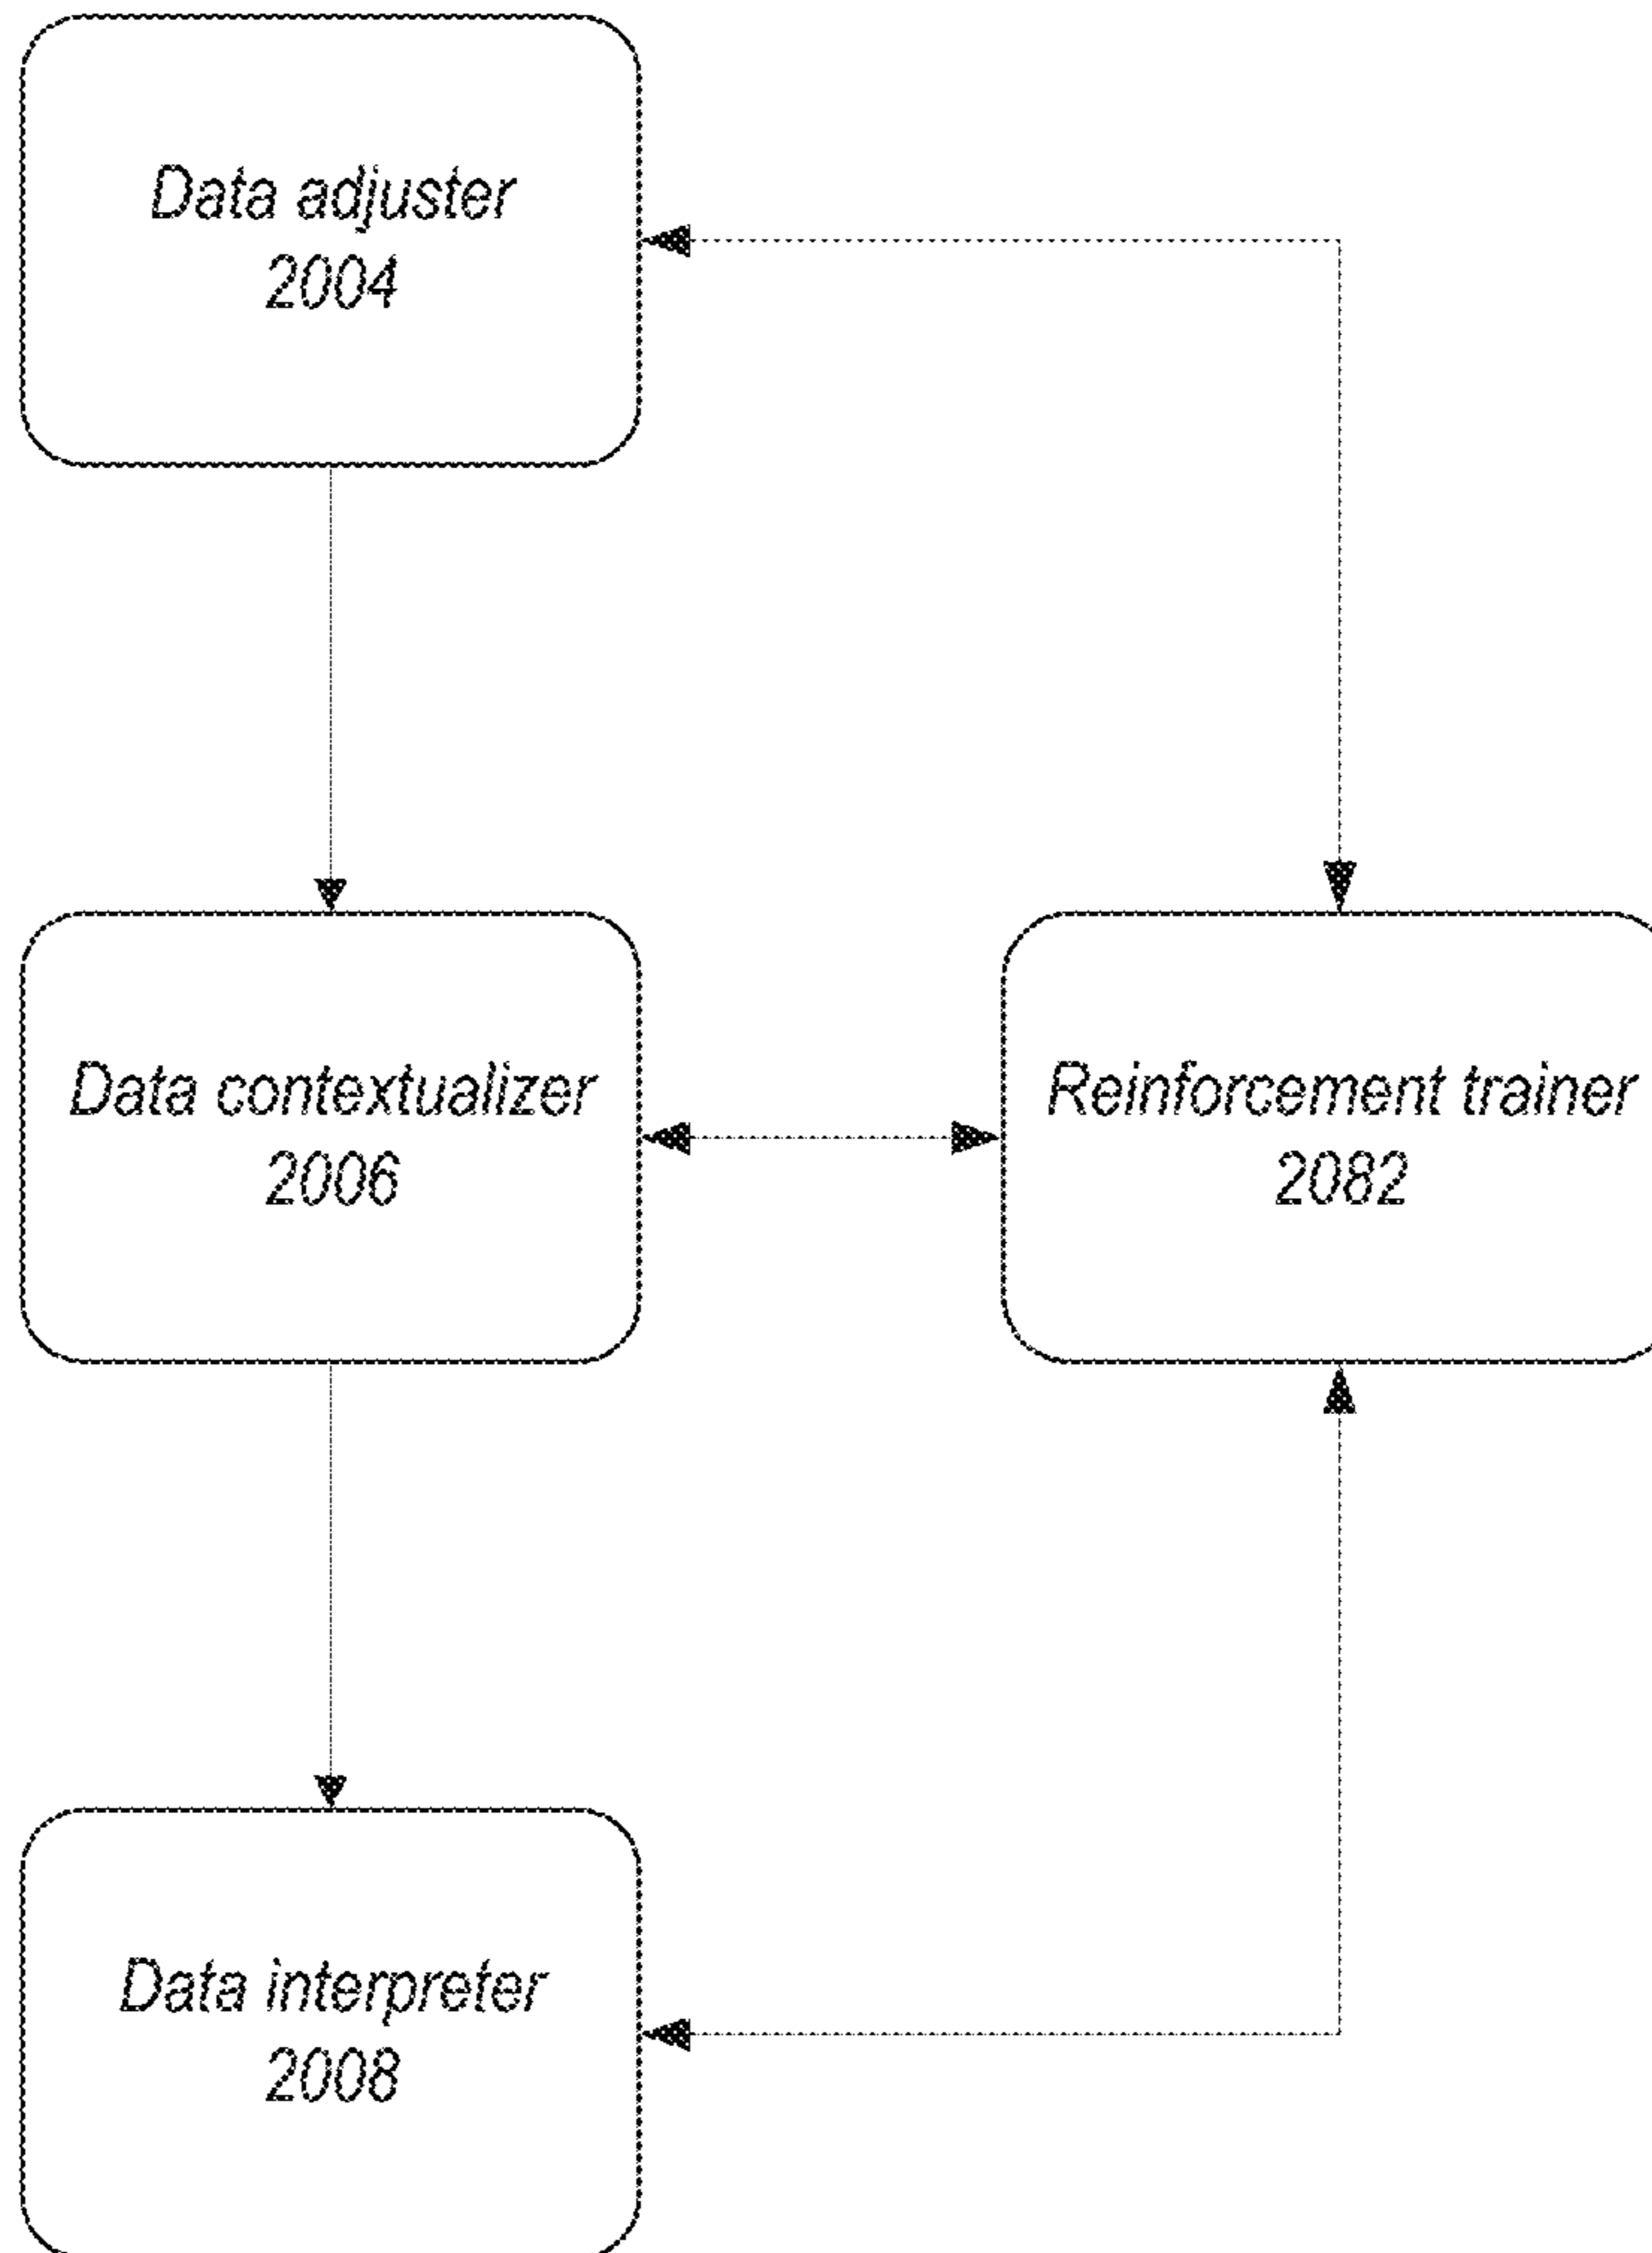 Data adjuster
2004
Data contextualizer
2006
Reinforcement trainer
2082
Data interpreter
2008